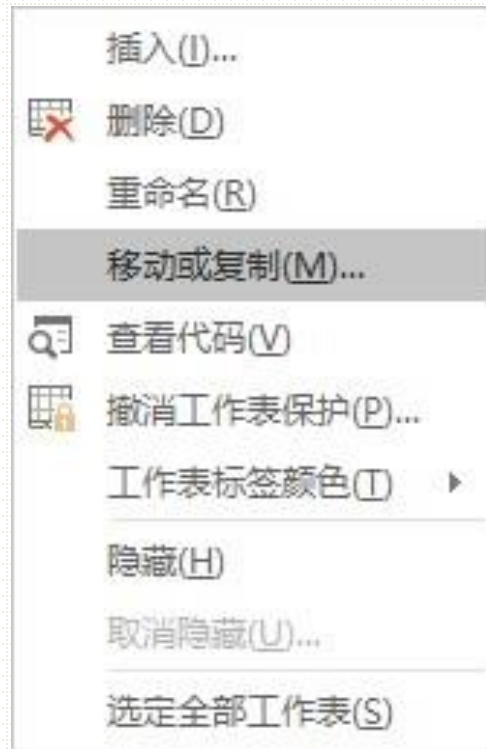 插入(I)...
删除(D)
重命名(R)
移动或复制(M)...
查看代码(V)
撤消工作表保护(P)...
工作表标签颜色(T)
隐藏(H)
取消隐藏(U)...
选定全部工作表(S)